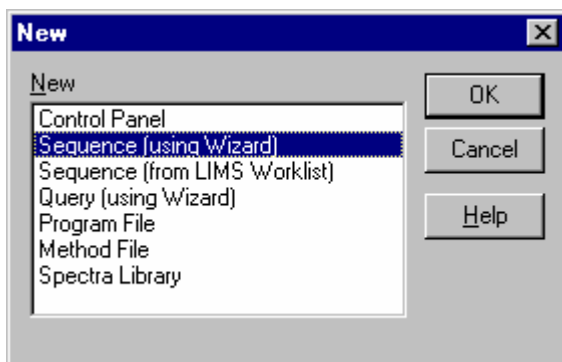 New
New
Control Panel
Sequence (using Wizard)
Sequence (from LIMS Worklist)
Query (using Wizard)
Program File
Method File
Spectra Library
OK
Cancel
Help